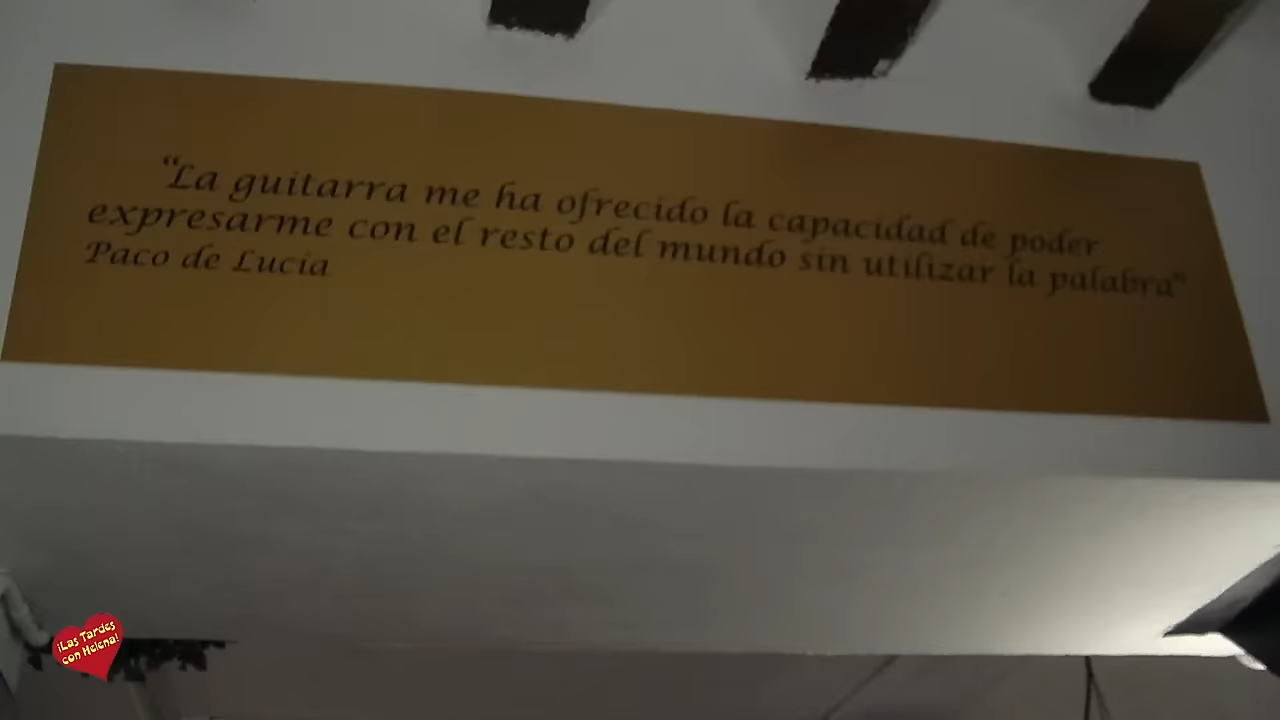 “La guitarra me ha ofrecido la capacidad de poder
expresarme con el resto del mundo sin utilizar la palabra“
Paco de Lucía
¡Las Tardes
con Helena!